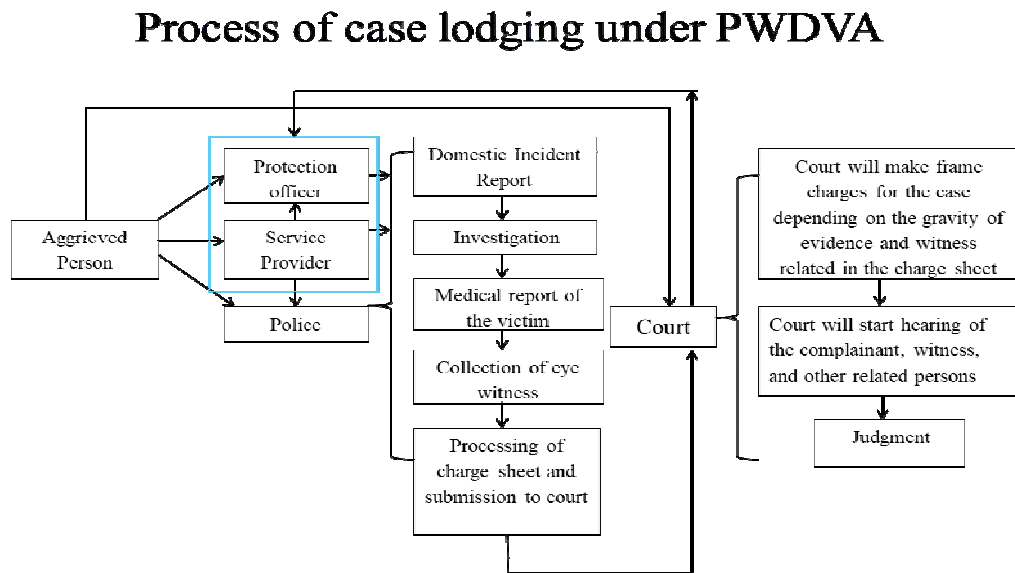 Process of case lodging under PWDVA
Aggrieved
Person
Protection
officer
Service
Provider
Police
Domestic Incident
Report
Investigation
Medical report of
the victim
Collection of eye
witness
Processing of
charge sheet and
submission to court
Court
Court will make frame
charges for the case
depending on the gravity of
evidence and witness
related in the charge sheet
Court will start hearing of
the complainant, witness,
and other related persons
Judgment